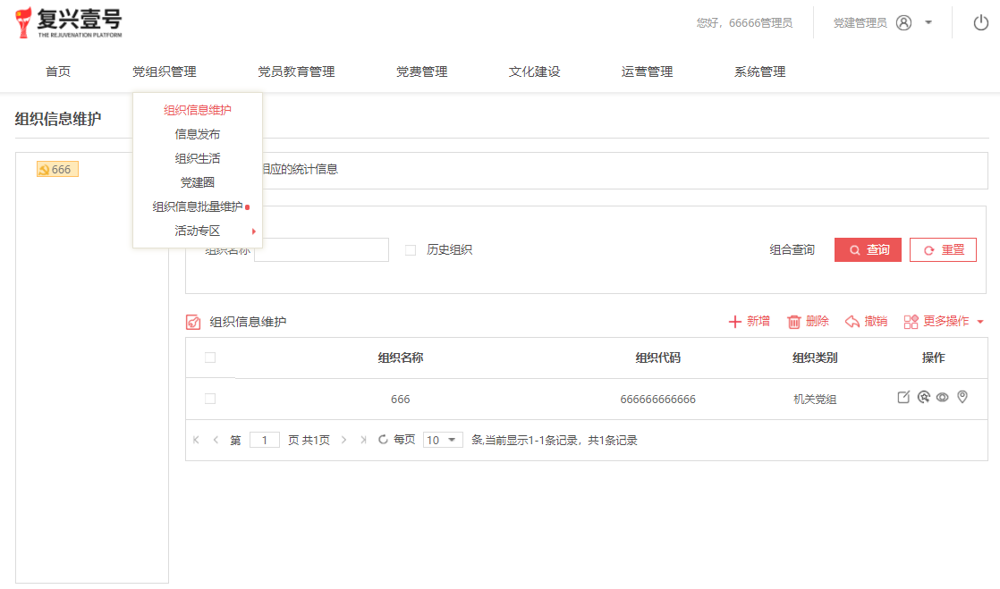 复兴壹号
THE REJUVENATION PLATFORM
您好，66666管理员
党建管理员
首页 党组织管理 党员教育管理 党费管理 文化建设 运营管理 系统管理
组织信息维护
组织信息维护
信息发布
组织生活
党建圈
组织信息批量维护
活动专区
666
相应的统计信息
组织名称 历史组织 组合查询 查询 重置
组织信息维护 新增 删除 撤销 更多操作
组织名称 组织代码 组织类别 操作
666 666666666666 机关党组
第 1 页 共1页 每页 10 条,当前显示1-1条记录，共1条记录